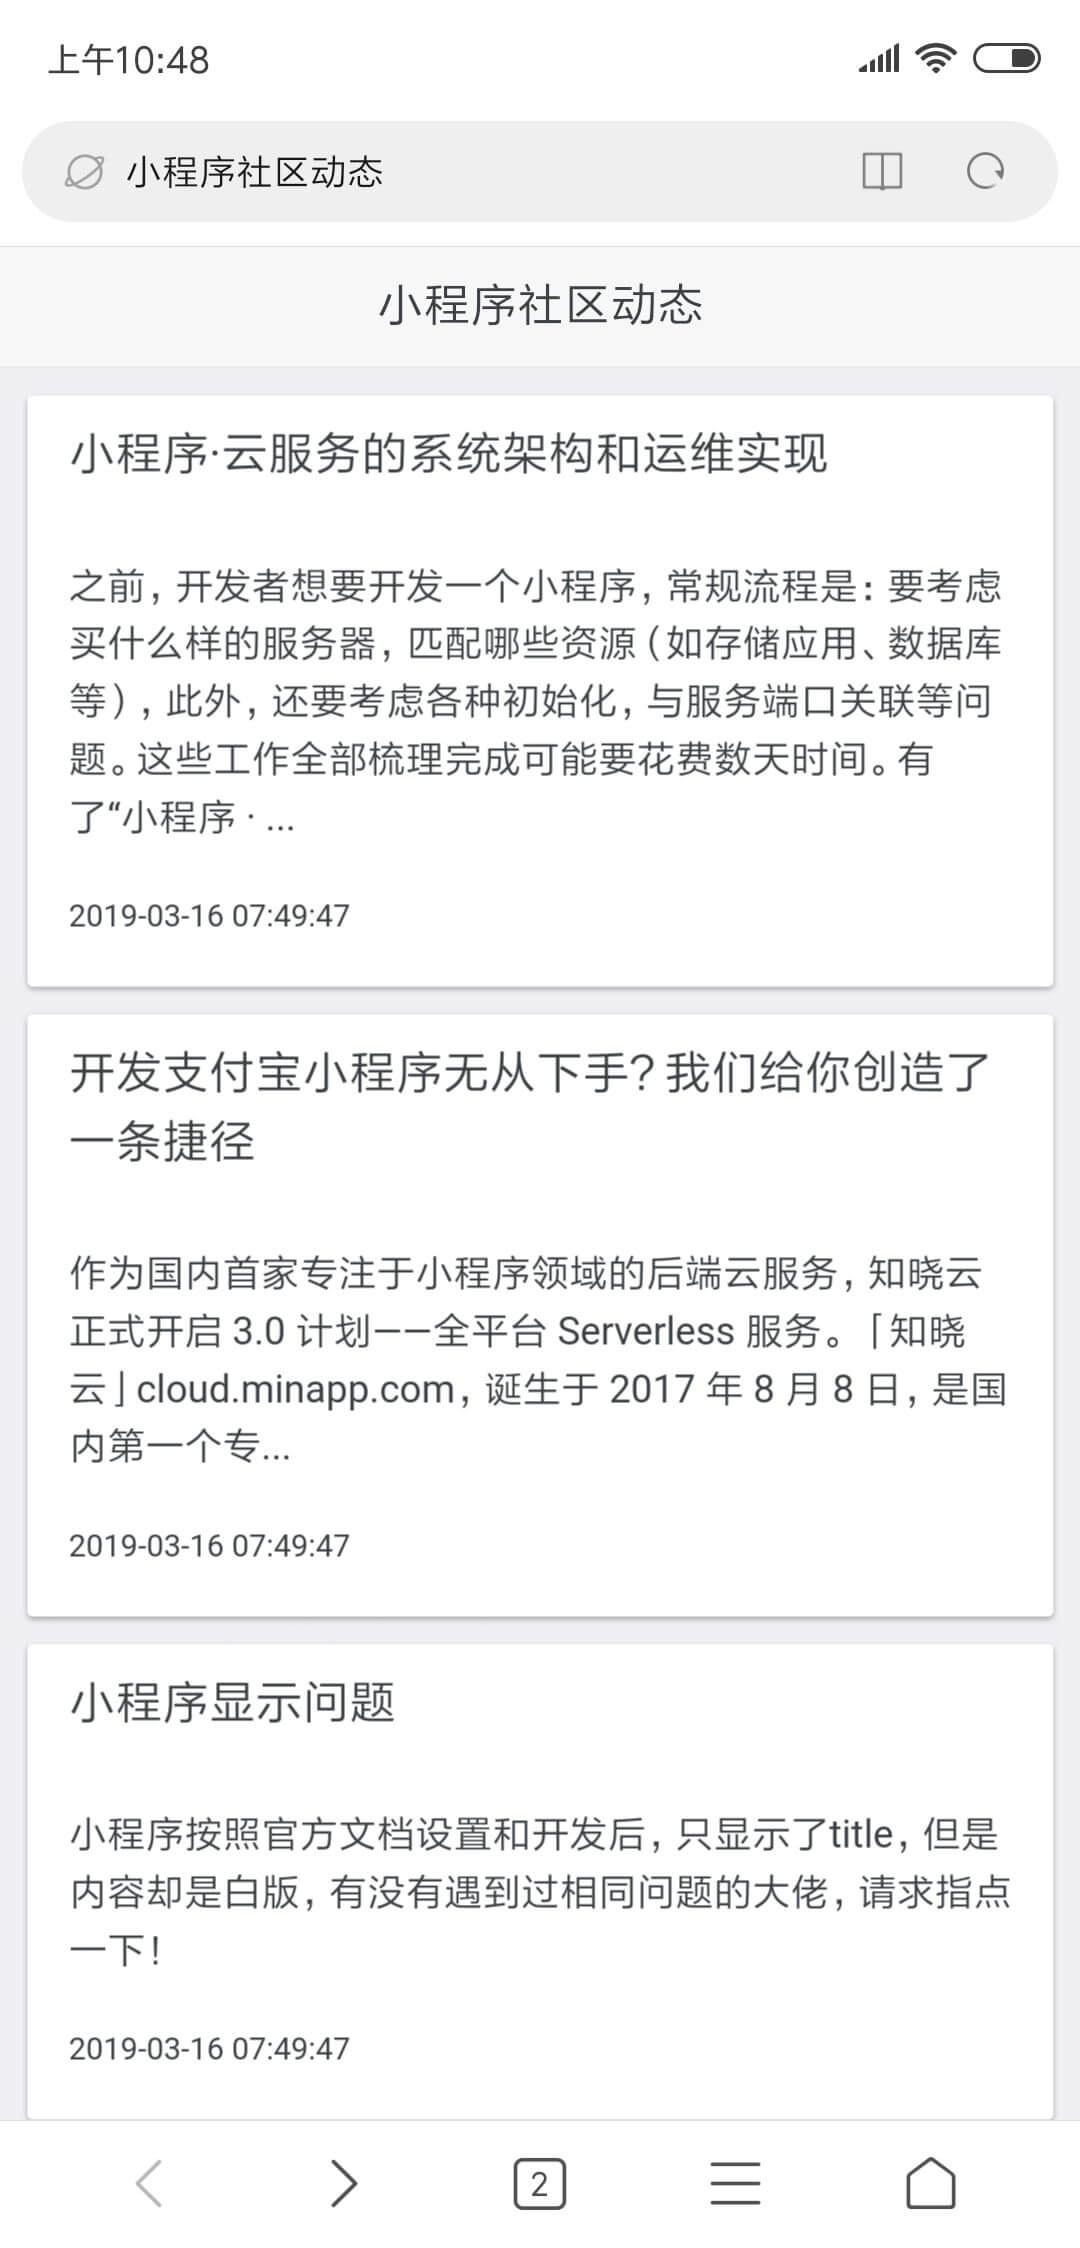 上午10:48
小程序社区动态
小程序社区动态
小程序·云服务的系统架构和运维实现
之前，开发者想要开发一个小程序，常规流程是：要考虑
买什么样的服务器，匹配哪些资源（如存储应用、数据库
等），此外，还要考虑各种初始化，与服务端口关联等问
题。这些工作全部梳理完成可能要花费数天时间。有
了“小程序 · ...
2019-03-16 07:49:47
开发支付宝小程序无从下手？我们给你创造了
一条捷径
作为国内首家专注于小程序领域的后端云服务，知晓云
正式开启 3.0 计划——全平台 Serverless 服务。「知晓
云」cloud.minapp.com，诞生于 2017 年 8 月 8 日，是国
内第一个专...
2019-03-16 07:49:47
小程序显示问题
小程序按照官方文档设置和开发后，只显示了title，但是
内容却是白版，有没有遇到过相同问题的大佬，请求指点
一下！
2019-03-16 07:49:47
2